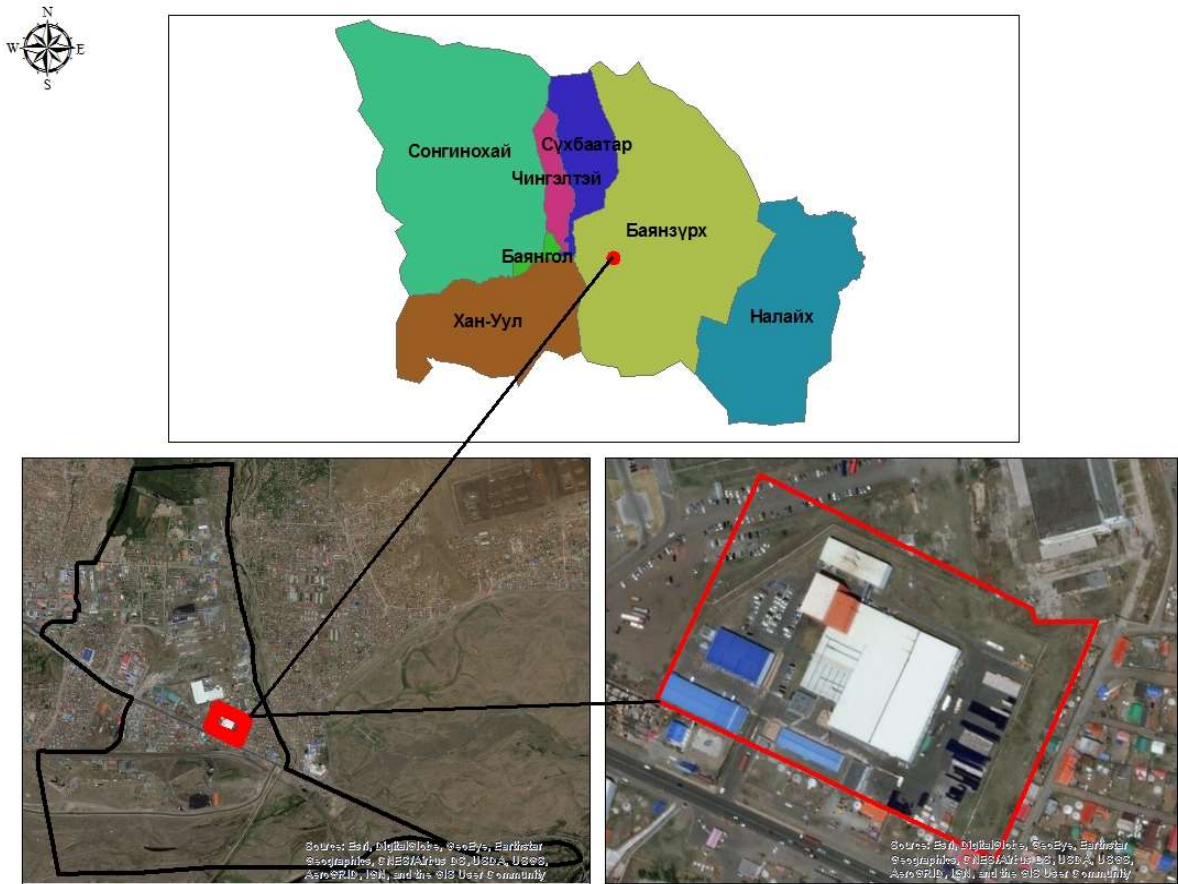 N
W E
S
Сонгинохай
Сүхбаатар
Чингэлтэй
Баянзүрх
Баянгол
Хан-Уул
Налайх
Source: Esri, DigitalGlobe, GeoEye, Earthstar
Geographics, CNES/Airbus DS, USDA, USGS,
AeroGRID, IGN, and the GIS User Community
Source: Esri, DigitalGlobe, GeoEye, Earthstar
Geographics, CNES/Airbus DS, USDA, USGS,
AeroGRID, IGN, and the GIS User Community